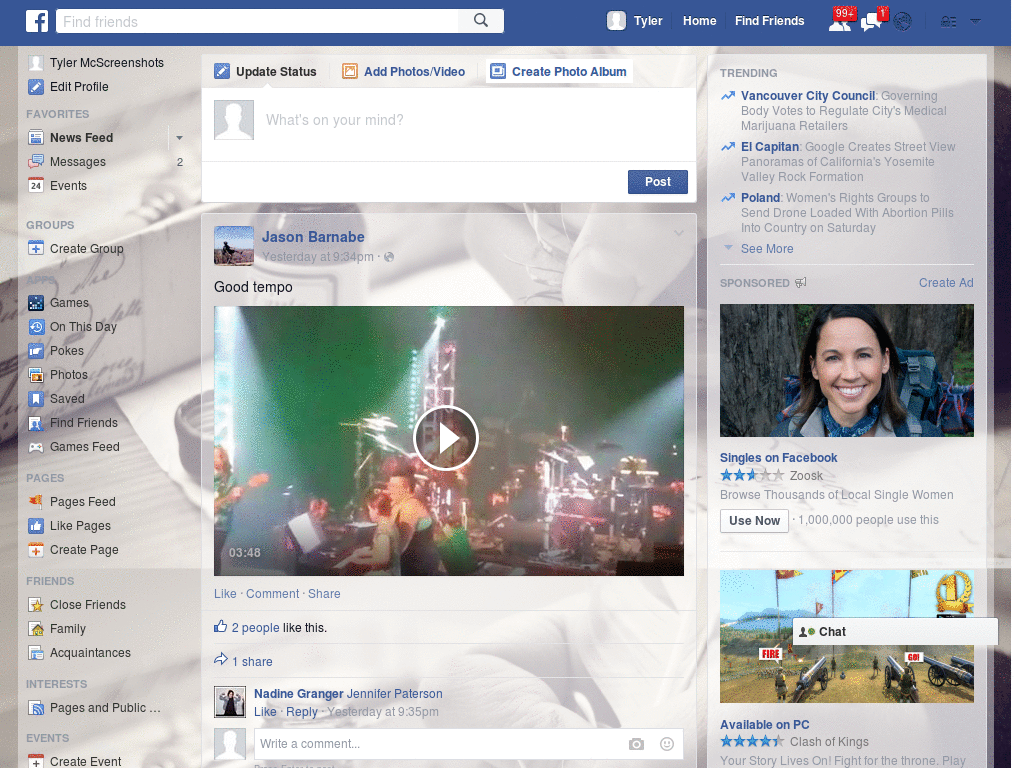 f
Find friends
Tyler
Home
Find Friends
99+
1
Tyler McScreenshots
Edit Profile
FAVORITES
News Feed
Messages
2
24
Events
GROUPS
Create Group
APPS
Games
On This Day
Pokes
Photos
Saved
Find Friends
Games Feed
PAGES
Pages Feed
Like Pages
Create Page
FRIENDS
Close Friends
Family
Acquaintances
INTERESTS
Pages and Public ...
EVENTS
Create Event
Update Status
Add Photos/Video
Create Photo Album
What's on your mind?
Post
Jason Barnabe
Yesterday at 9:34pm ·
Good tempo
03:48
Like · Comment · Share
2 people like this.
1 share
Nadine Granger Jennifer Paterson
Like · Reply · Yesterday at 9:35pm
Write a comment...
TRENDING
Vancouver City Council: Governing
Body Votes to Regulate City's Medical
Marijuana Retailers
El Capitan: Google Creates Street View
Panoramas of California's Yosemite
Valley Rock Formation
Poland: Women's Rights Groups to
Send Drone Loaded With Abortion Pills
Into Country on Saturday
See More
SPONSORED
Create Ad
Singles on Facebook
Zoosk
Browse Thousands of Local Single Women
Use Now · 1,000,000 people use this
1
Chat
FIRE
GO!
Available on PC
Clash of Kings
Your Story Lives On! Fight for the throne. Play